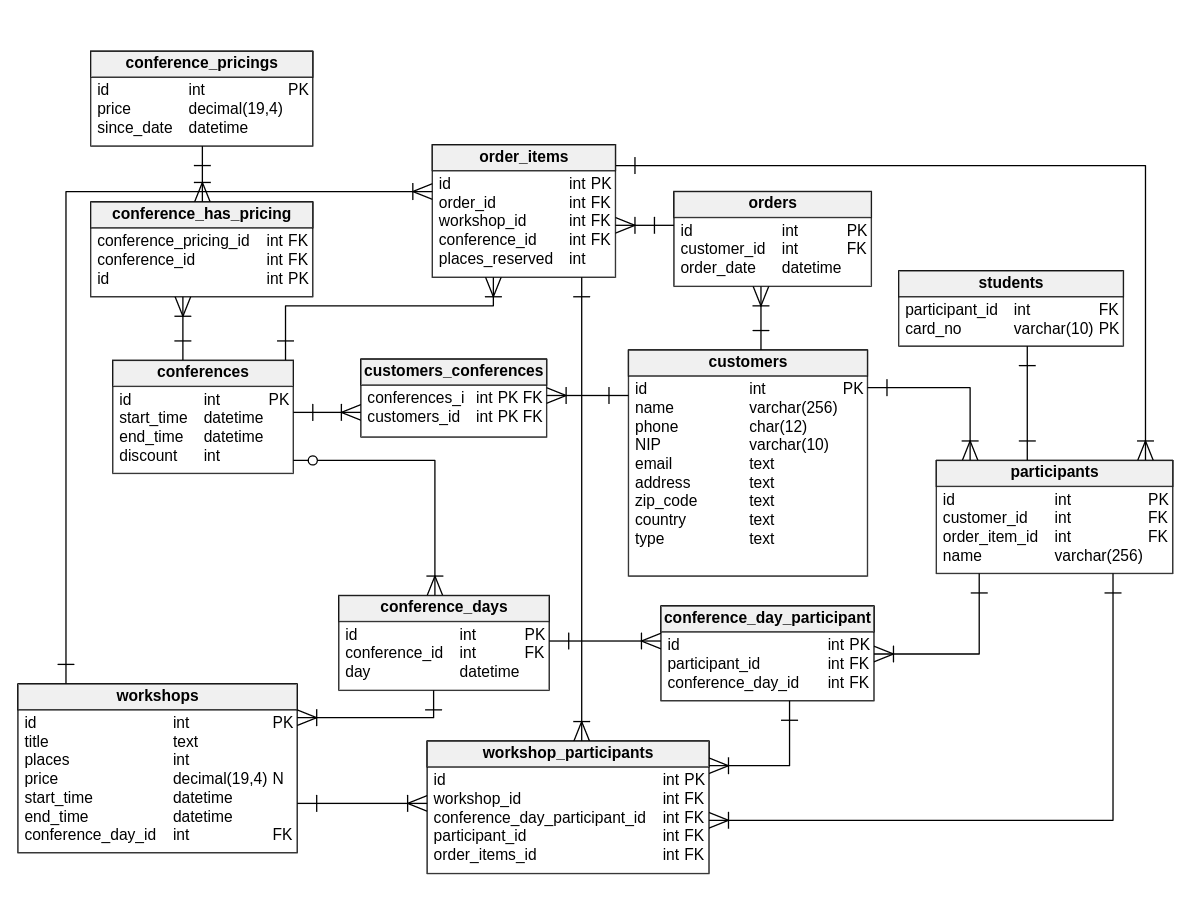 conference_pricings
id int PK
price decimal(19,4)
since_date datetime
conference_has_pricing
conference_pricing_id int FK
conference_id int FK
id int PK
order_items
id int PK
order_id int FK
workshop_id int FK
conference_id int FK
places_reserved int
orders
id int PK
customer_id int FK
order_date datetime
students
participant_id int FK
card_no varchar(10) PK
conferences
id int PK
start_time datetime
end_time datetime
discount int
customers_conferences
conferences_i int PK FK
customers_id int PK FK
customers
id int PK
name varchar(256)
phone char(12)
NIP varchar(10)
email text
address text
zip_code text
country text
type text
participants
id int PK
customer_id int FK
order_item_id int FK
name varchar(256)
conference_days
id int PK
conference_id int FK
day datetime
conference_day_participant
id int PK
participant_id int FK
conference_day_id int FK
workshops
id int PK
title text
places int
price decimal(19,4) N
start_time datetime
end_time datetime
conference_day_id int FK
workshop_participants
id int PK
workshop_id int FK
conference_day_participant_id int FK
participant_id int FK
order_items_id int FK